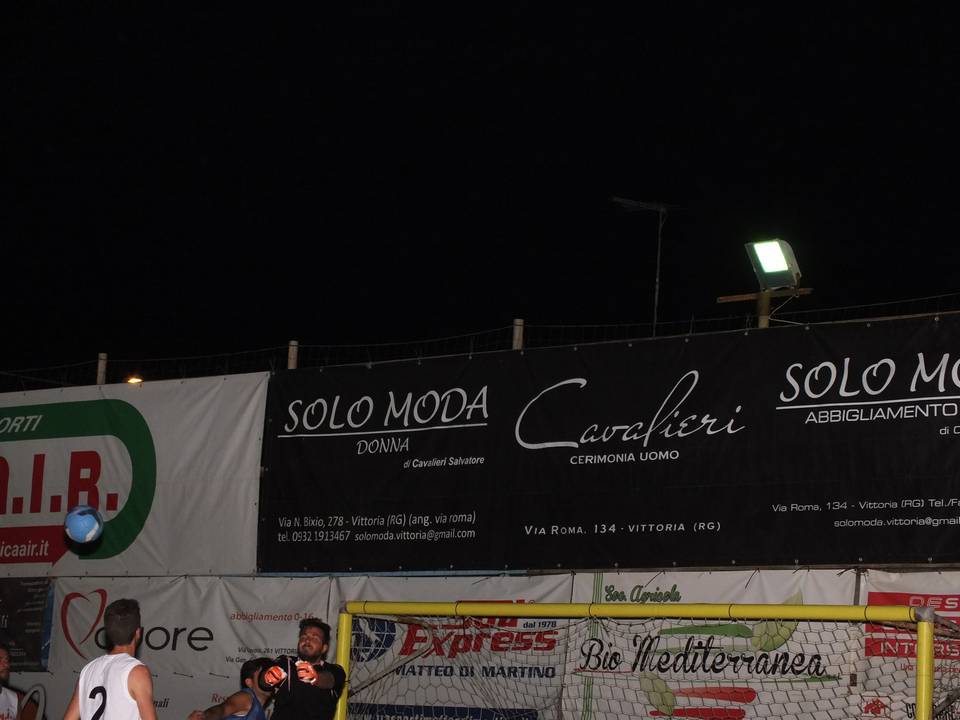 ORTI
A.I.R.
icaair.it
SOLO MODA
DONNA
di Cavalieri Salvatore
Via N. Bixio, 278 - Vittoria (RG) (ang. via roma)
tel. 0932 1913467 solomoda.vittoria@gmail.com
Cavalieri
CERIMONIA UOMO
VIA ROMA, 134 - VITTORIA (RG)
SOLO MO
ABBIGLIAMENTO
di C
Via Roma, 134 - Vittoria (RG) Tel./Fa
solomoda.vittoria@gmail
abbigliamento 0-16
cuore
2
Express
dal 1978
MATTEO DI MARTINO
Soc. Agricola
Bio Mediterranea